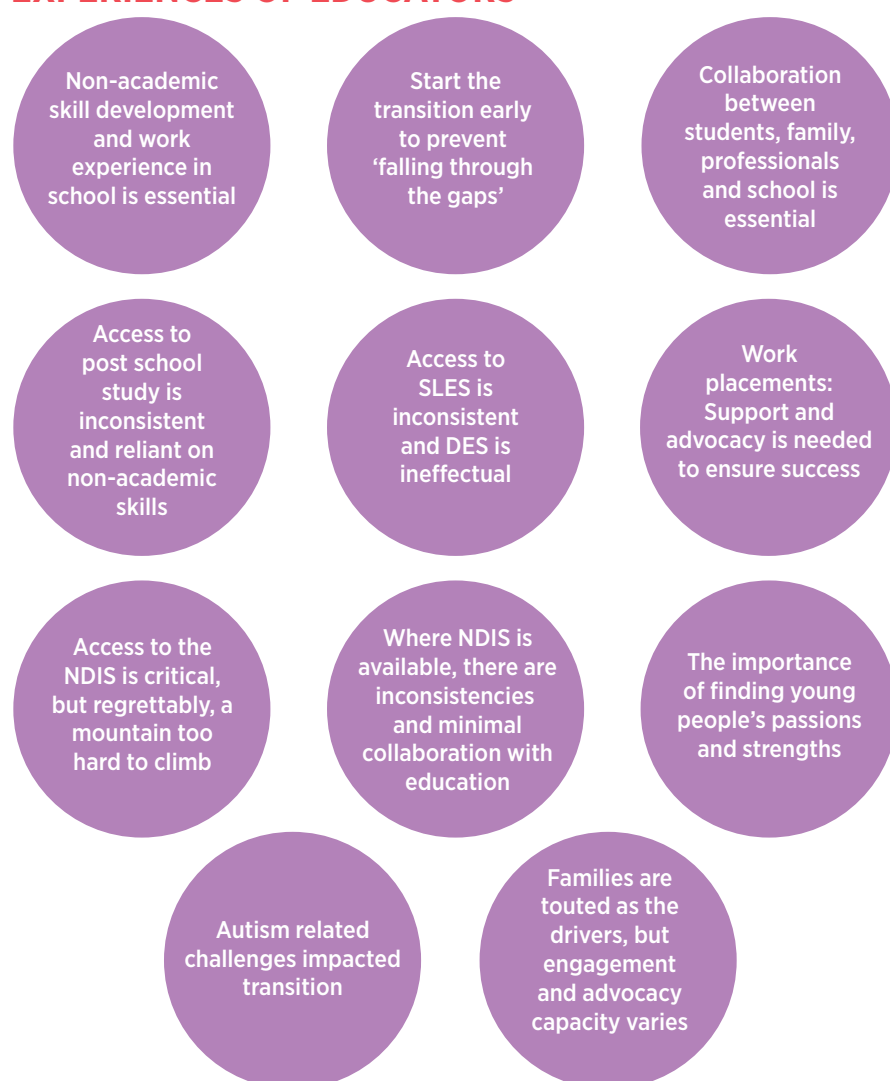 EXPERIENCES OF EDUCATORS
Non-academic
skill development
and work
experience in
school is essential
Start the
transition early
to prevent
‘falling through
the gaps’
Collaboration
between
students, family,
professionals
and school is
essential
Access to
post school
study is
inconsistent
and reliant on
non-academic
skills
Access to
SLES is
inconsistent
and DES is
ineffectual
Work
placements:
Support and
advocacy is needed
to ensure success
Access to the
NDIS is critical,
but regrettably, a
mountain too
hard to climb
Where NDIS is
available, there are
inconsistencies
and minimal
collaboration with
education
The importance
of finding young
people’s passions
and strengths
Autism related
challenges impacted
transition
Families are
touted as the
drivers, but
engagement
and advocacy
capacity varies